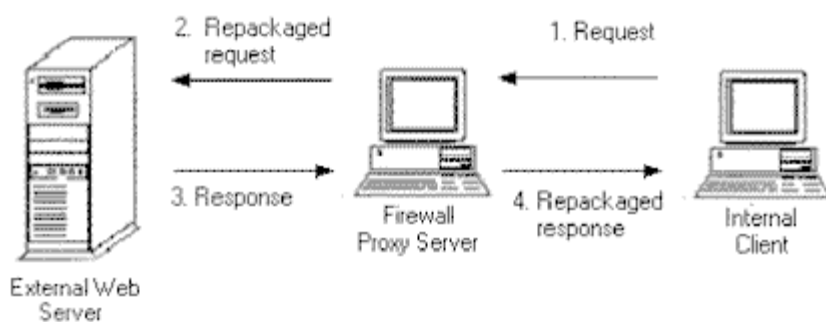 2. Repackaged
request
1. Request
3. Response
Firewall
Proxy Server
4. Repackaged
response
Internal
Client
External Web
Server